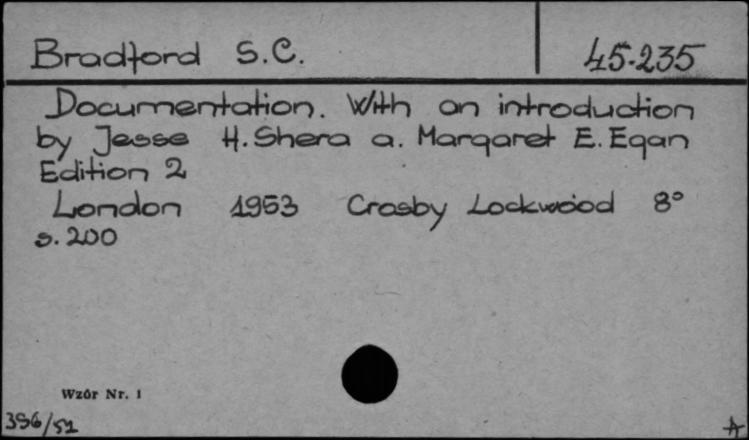 Bradford S.C. 45.235
Documentation. With an introduction
by Jesse H. Shera a. Margaret E. Egan
Edition 2
London 1953 Crosby Lockwood 8°
s. 200
Wzór Nr. 1
396/51
A